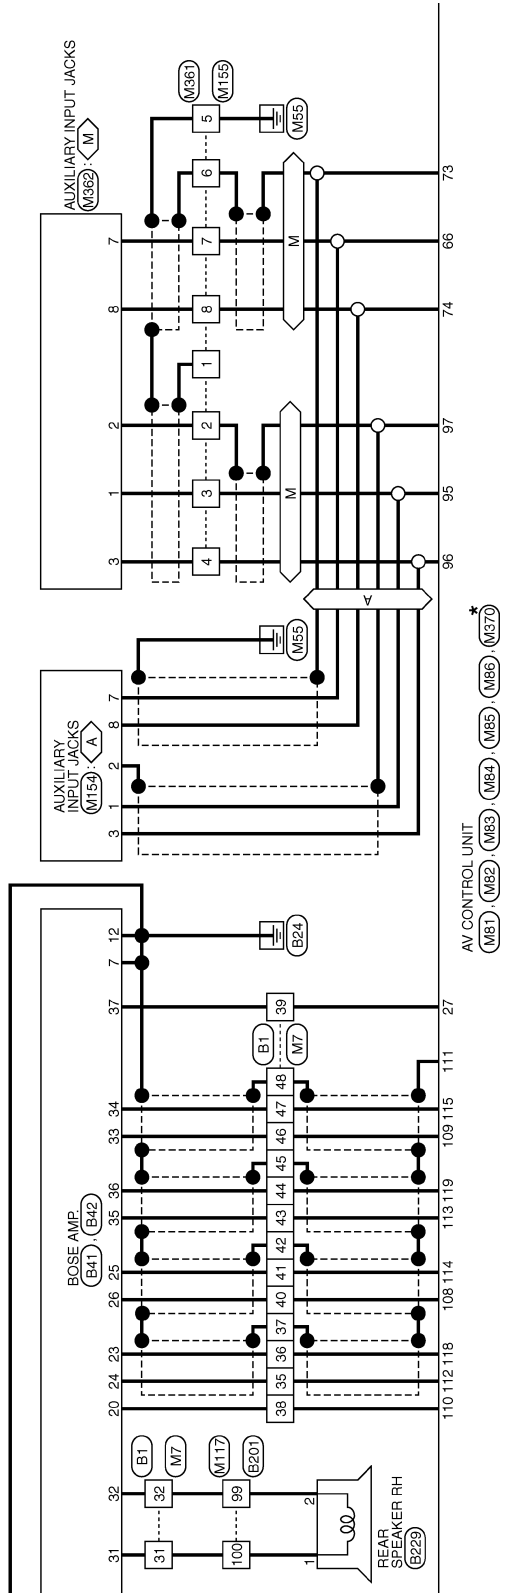 AUXILIARY INPUT JACKS
M362 : M
7
8
2
1
3
M361
M155
5
6
7
8
1
2
3
4
M55
M
M
73
66
74
97
95
96
A
AUXILIARY
INPUT JACKS
M154 : A
7
8
2
1
3
M55
AV CONTROL UNIT
M81 , M82 , M83 , M84 , M85 , M86 , M370 *
BOSE AMP.
B41 , B42
12
7
37
34
33
36
35
25
26
23
24
20
32
31
B24
39
B1
M7
48
47
46
45
44
43
42
41
40
37
36
35
38
27
111
115
109
119
113
114
108
118
112
110
B1
M7
32
31
M117
B201
99
100
2
1
REAR
SPEAKER RH
B229